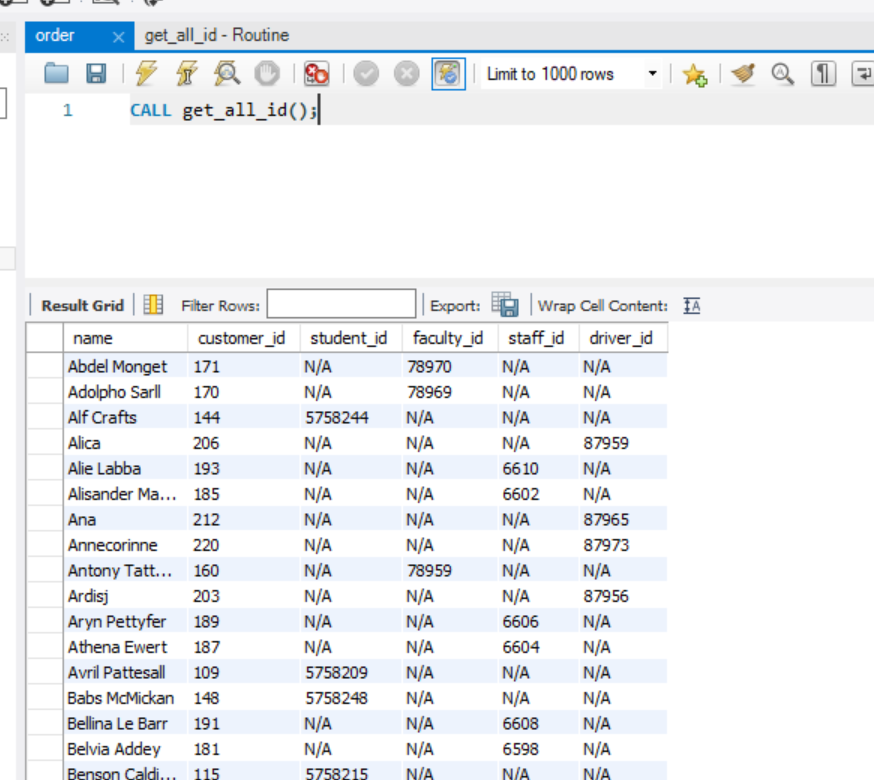 order × get_all_id - Routine
Limit to 1000 rows
1 CALL get_all_id();
Result Grid Filter Rows: Export: Wrap Cell Content:
name customer_id student_id faculty_id staff_id driver_id
Abdel Monget 171 N/A 78970 N/A N/A
Adolpho Sarll 170 N/A 78969 N/A N/A
Alf Crafts 144 5758244 N/A N/A N/A
Alica 206 N/A N/A N/A 87959
Alie Labba 193 N/A N/A 6610 N/A
Alisander Ma... 185 N/A N/A 6602 N/A
Ana 212 N/A N/A N/A 87965
Annecorinne 220 N/A N/A N/A 87973
Antony Tatt... 160 N/A 78959 N/A N/A
Ardisj 203 N/A N/A N/A 87956
Aryn Pettyfer 189 N/A N/A 6606 N/A
Athena Ewert 187 N/A N/A 6604 N/A
Avril Pattesall 109 5758209 N/A N/A N/A
Babs McMickan 148 5758248 N/A N/A N/A
Bellina Le Barr 191 N/A N/A 6608 N/A
Belvia Addey 181 N/A N/A 6598 N/A
Benson Caldi... 115 5758215 N/A N/A N/A